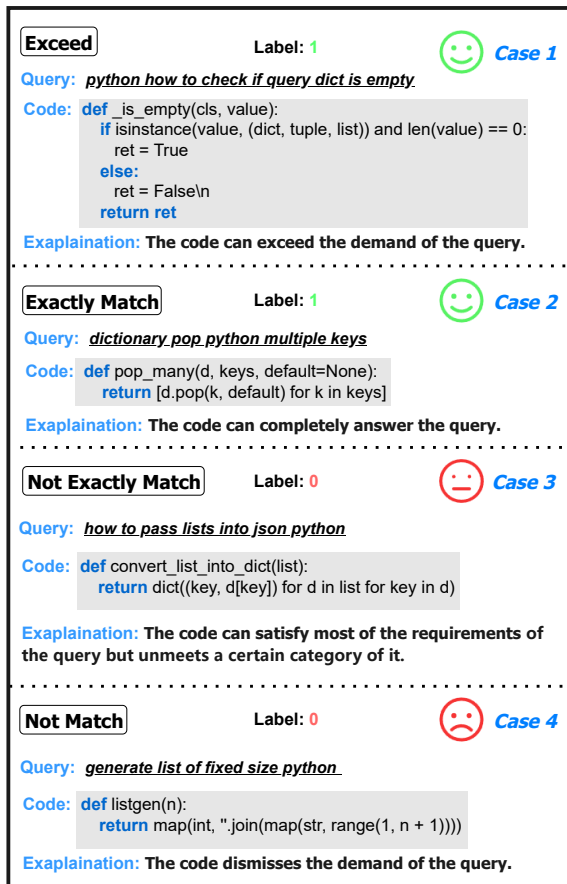 Exceed Label: 1 Case 1
Query: python how to check if query dict is empty
Code: def _is_empty(cls, value):
if isinstance(value, (dict, tuple, list)) and len(value) == 0:
ret = True
else:
ret = False\n
return ret
Exaplaination: The code can exceed the demand of the query.
Exactly Match Label: 1 Case 2
Query: dictionary pop python multiple keys
Code: def pop_many(d, keys, default=None):
return [d.pop(k, default) for k in keys]
Exaplaination: The code can completely answer the query.
Not Exactly Match Label: 0 Case 3
Query: how to pass lists into json python
Code: def convert_list_into_dict(list):
return dict((key, d[key]) for d in list for key in d)
Exaplaination: The code can satisfy most of the requirements of
the query but unmeets a certain category of it.
Not Match Label: 0 Case 4
Query: generate list of fixed size python
Code: def listgen(n):
return map(int, ''.join(map(str, range(1, n + 1))))
Exaplaination: The code dismisses the demand of the query.